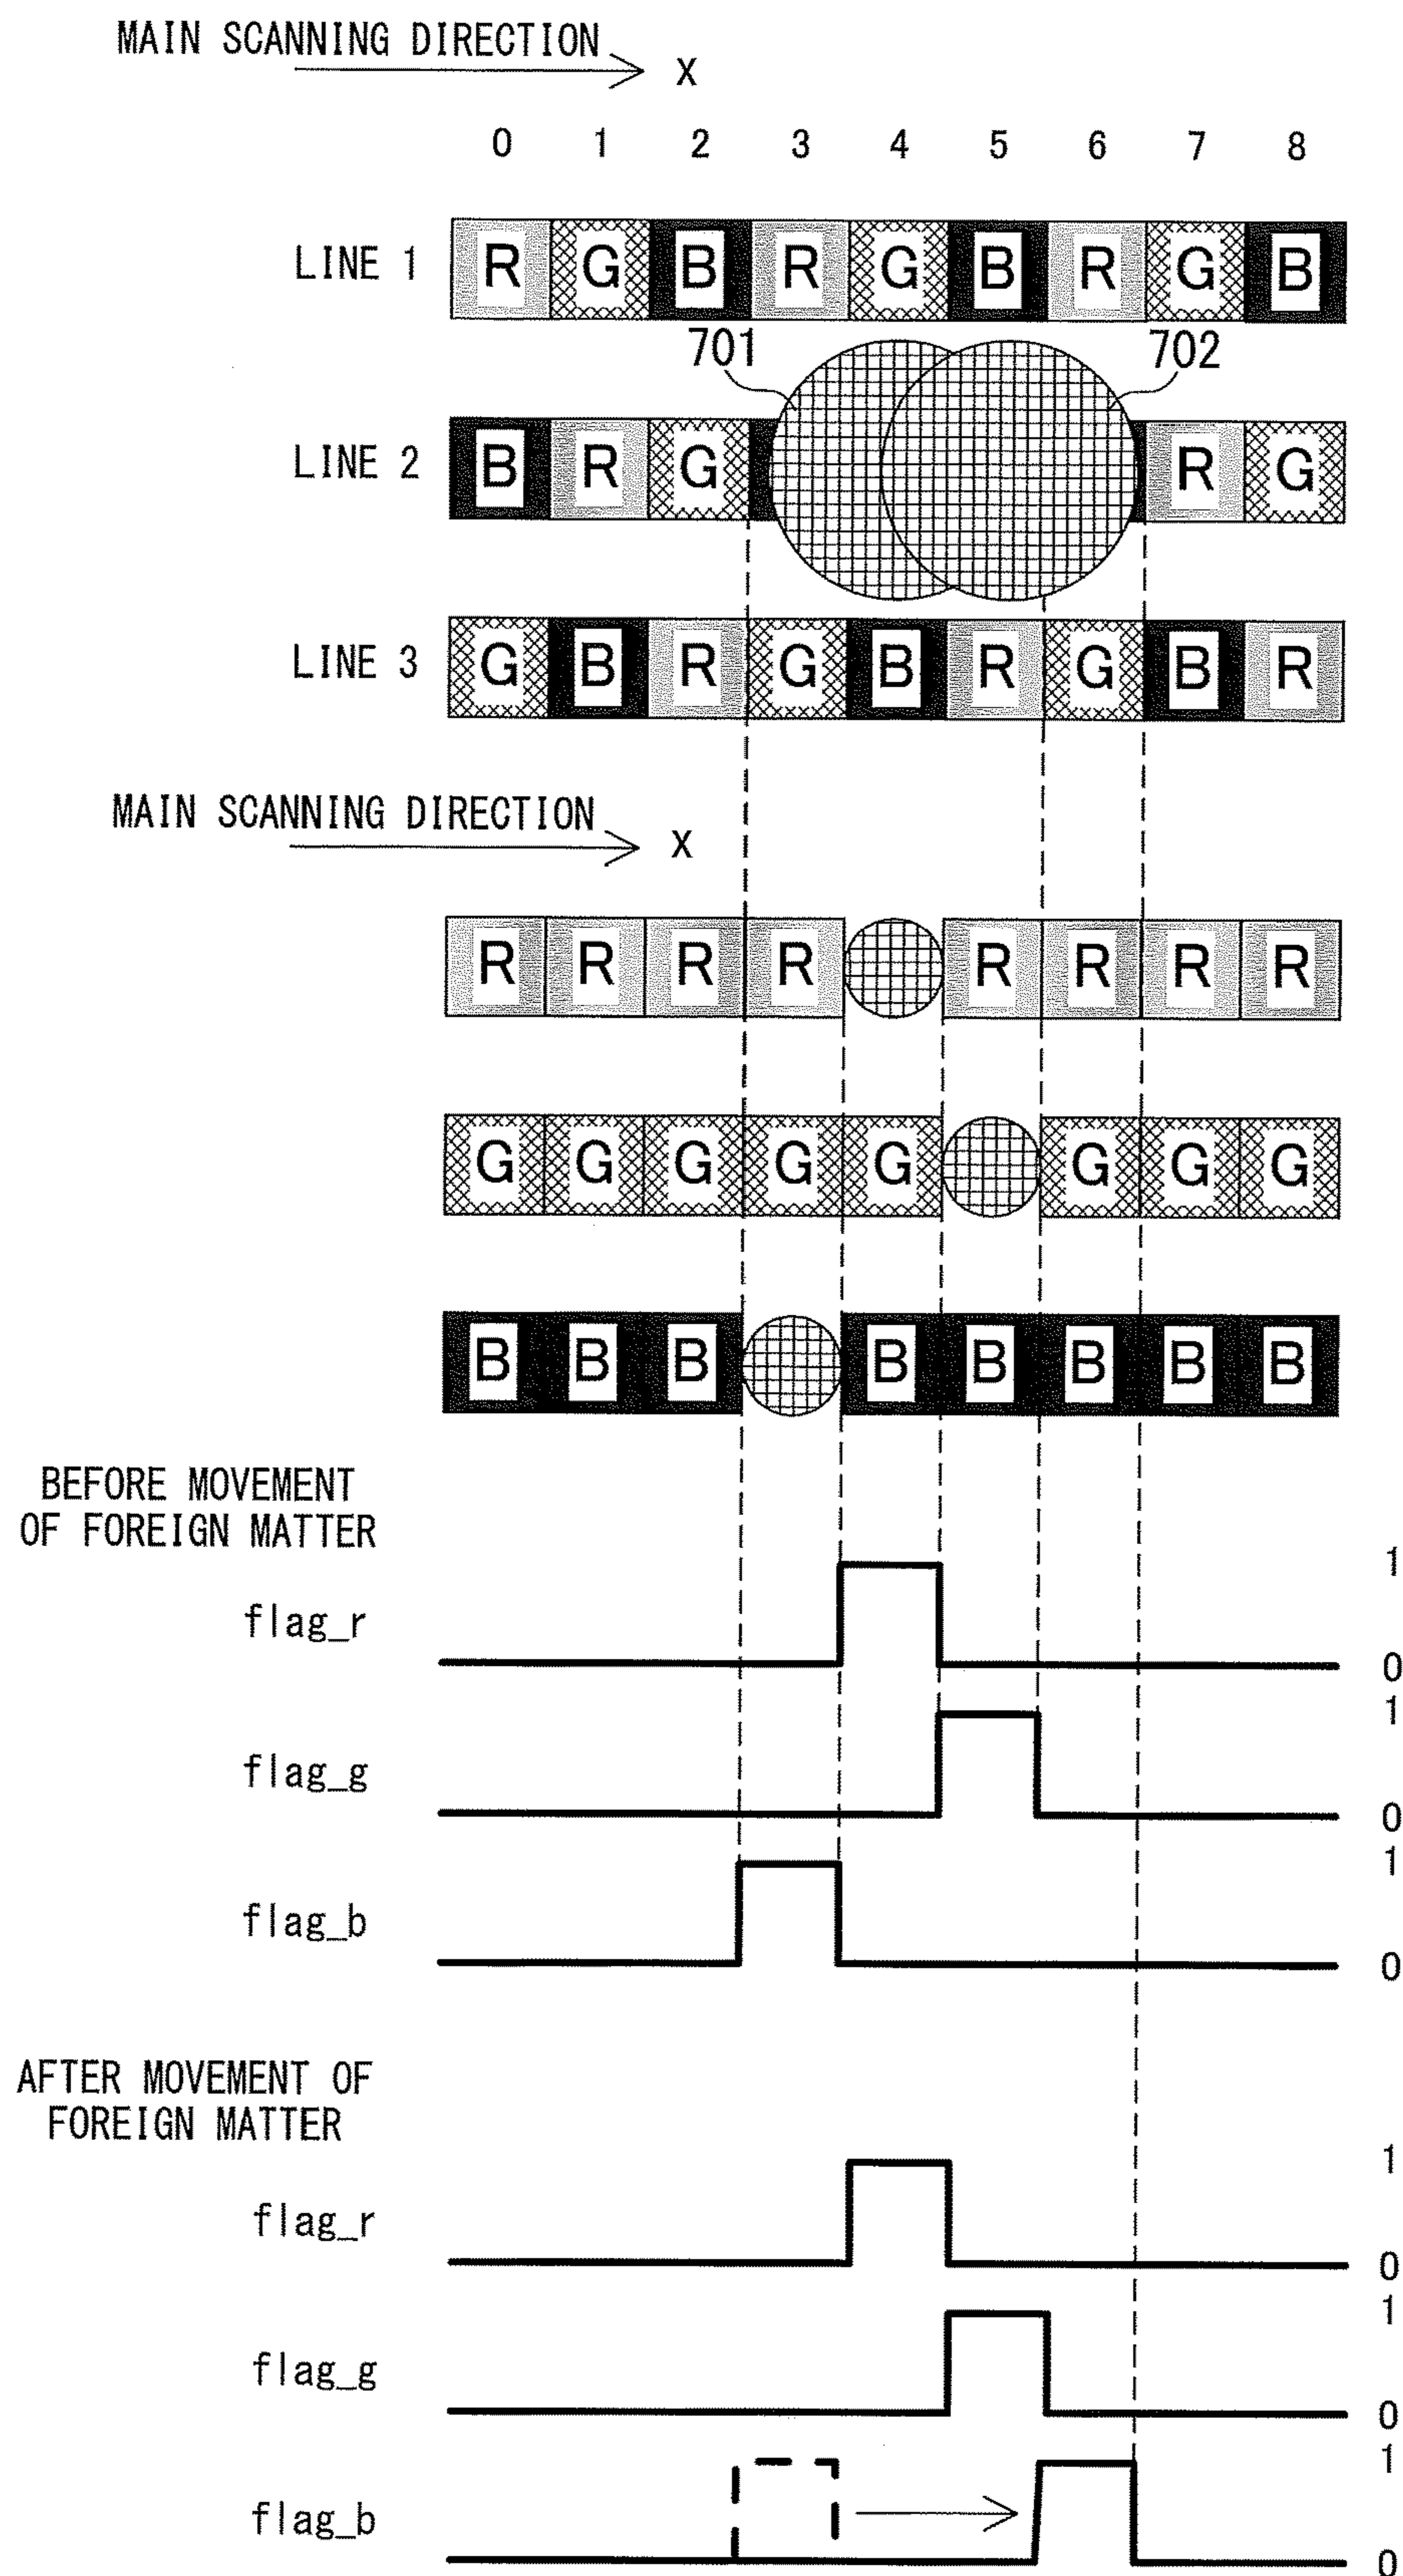 MAIN SCANNING DIRECTION
X
0 1 2 3 4 5 6 7 8
LINE 1 R G B R G B R G B
701 702
LINE 2 B R G R G
LINE 3 G B R G B R G B R
MAIN SCANNING DIRECTION
X
R R R R R R R R
G G G G G G G G
B B B B B B B B
BEFORE MOVEMENT
OF FOREIGN MATTER
1
flag_r
0
1
flag_g
0
1
flag_b
0
AFTER MOVEMENT OF
FOREIGN MATTER
1
flag_r
0
1
flag_g
0
1
flag_b
0